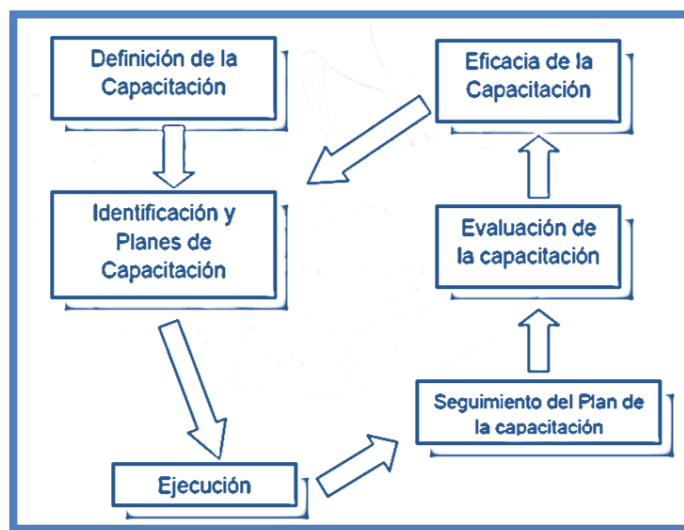 Definición de la
Capacitación
Identificación y
Planes de
Capacitación
Ejecución
Seguimiento del Plan de
la capacitación
Evaluación de
la capacitación
Eficacia de la
Capacitación